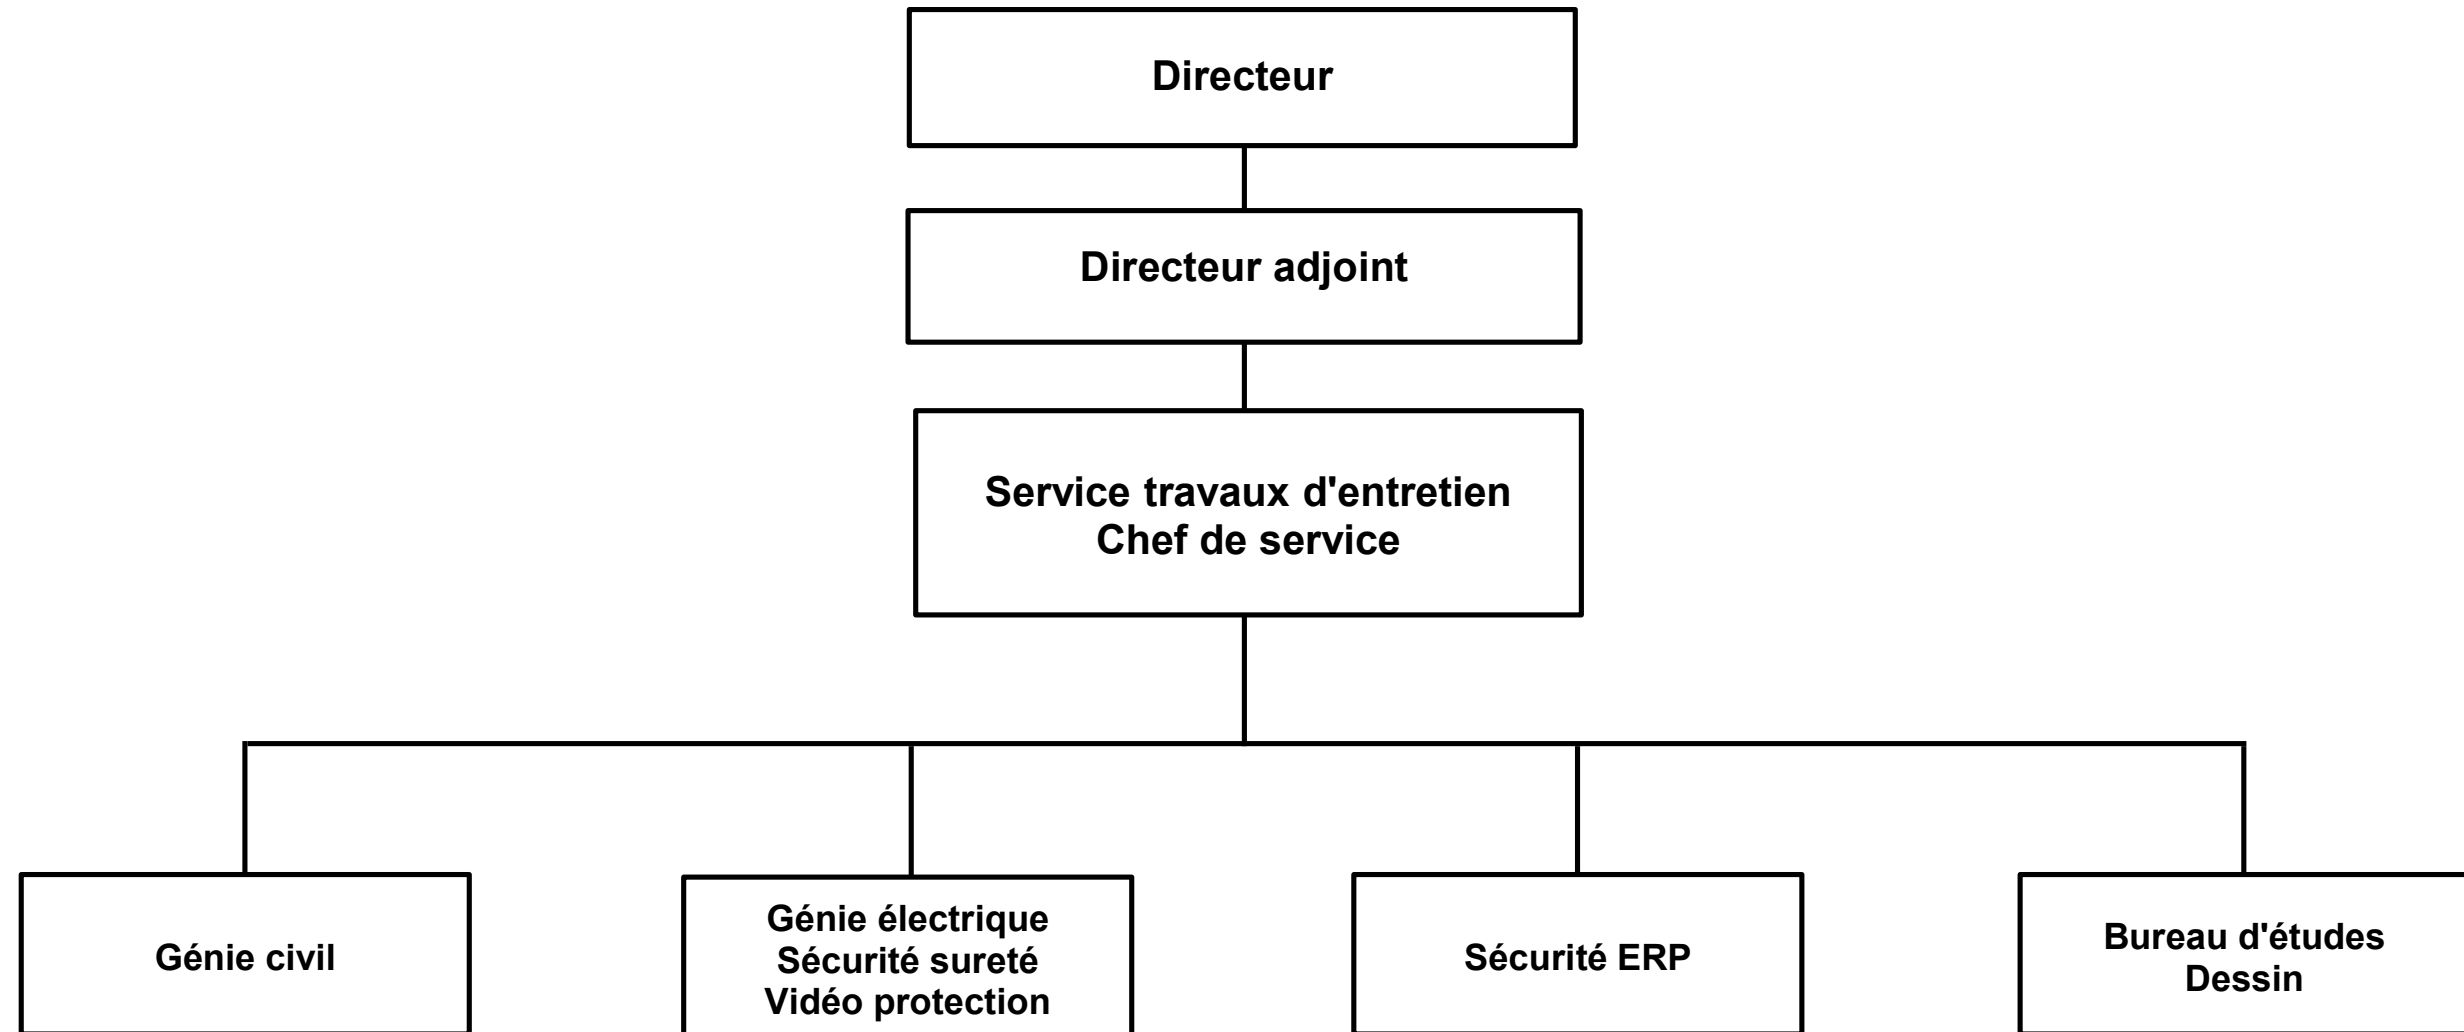 Directeur
Directeur adjoint
Service travaux d'entretien
Chef de service
Génie civil
Génie électrique
Sécurité sureté
Vidéo protection
Sécurité ERP
Bureau d'études
Dessin